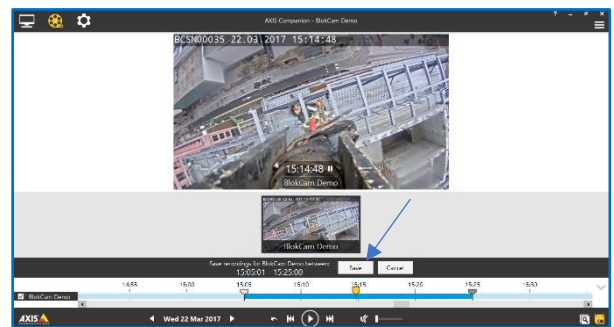 AXIS Companion - BlokCam Demo
BCSN00035 22.03.2017 15:14:48
15:14:48
BlokCam Demo
BlokCam Demo
Save recordings for BlokCam Demo between:
15:05:01 15:25:00
Save
Cancel
14:55 15:00 15:05 15:10 15:15 15:20 15:25 15:30
BlokCam Demo
AXIS
Wed 22 Mar 2017